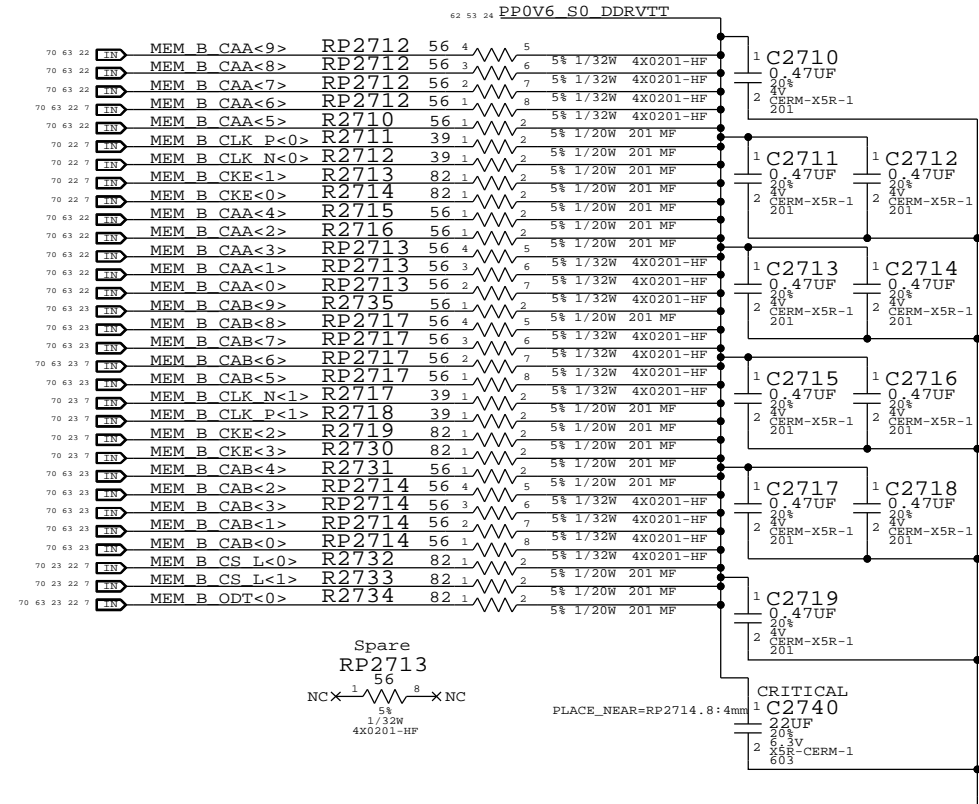 62 53 24 PP0V6_S0_DDRVTT
70 63 22 IN MEM_B_CAA<9> RP2712 56 4 5 5% 1/32W 4X0201-HF
70 63 22 IN MEM_B_CAA<8> RP2712 56 3 6 5% 1/32W 4X0201-HF
70 63 22 IN MEM_B_CAA<7> RP2712 56 2 7 5% 1/32W 4X0201-HF
70 63 22 7 IN MEM_B_CAA<6> RP2712 56 1 8 5% 1/32W 4X0201-HF
70 63 22 IN MEM_B_CAA<5> R2710 56 1 2 5% 1/20W 201 MF
70 22 7 IN MEM_B_CLK_P<0> R2711 39 1 2 5% 1/20W 201 MF
70 22 7 IN MEM_B_CLK_N<0> R2712 39 1 2 5% 1/20W 201 MF
70 22 7 IN MEM_B_CKE<1> R2713 82 1 2 5% 1/20W 201 MF
70 22 7 IN MEM_B_CKE<0> R2714 82 1 2 5% 1/20W 201 MF
70 63 22 IN MEM_B_CAA<4> R2715 56 1 2 5% 1/20W 201 MF
70 63 22 IN MEM_B_CAA<2> R2716 56 1 2 5% 1/20W 201 MF
70 63 22 IN MEM_B_CAA<3> RP2713 56 4 5 5% 1/32W 4X0201-HF
70 63 22 IN MEM_B_CAA<1> RP2713 56 3 6 5% 1/32W 4X0201-HF
70 63 22 IN MEM_B_CAA<0> RP2713 56 2 7 5% 1/32W 4X0201-HF
70 63 23 IN MEM_B_CAB<9> R2735 56 1 2 5% 1/20W 201 MF
70 63 23 IN MEM_B_CAB<8> RP2717 56 4 5 5% 1/32W 4X0201-HF
70 63 23 IN MEM_B_CAB<7> RP2717 56 3 6 5% 1/32W 4X0201-HF
70 63 23 7 IN MEM_B_CAB<6> RP2717 56 2 7 5% 1/32W 4X0201-HF
70 63 23 IN MEM_B_CAB<5> RP2717 56 1 8 5% 1/32W 4X0201-HF
70 23 7 IN MEM_B_CLK_N<1> R2717 39 1 2 5% 1/20W 201 MF
70 23 7 IN MEM_B_CLK_P<1> R2718 39 1 2 5% 1/20W 201 MF
70 23 7 IN MEM_B_CKE<2> R2719 82 1 2 5% 1/20W 201 MF
70 23 7 IN MEM_B_CKE<3> R2730 82 1 2 5% 1/20W 201 MF
70 63 23 IN MEM_B_CAB<4> R2731 56 1 2 5% 1/20W 201 MF
70 63 23 IN MEM_B_CAB<2> RP2714 56 4 5 5% 1/32W 4X0201-HF
70 63 23 IN MEM_B_CAB<3> RP2714 56 3 6 5% 1/32W 4X0201-HF
70 63 23 IN MEM_B_CAB<1> RP2714 56 2 7 5% 1/32W 4X0201-HF
70 63 23 IN MEM_B_CAB<0> RP2714 56 1 8 5% 1/32W 4X0201-HF
70 23 22 7 IN MEM_B_CS_L<0> R2732 82 1 2 5% 1/20W 201 MF
70 23 22 7 IN MEM_B_CS_L<1> R2733 82 1 2 5% 1/20W 201 MF
70 63 23 22 7 IN MEM_B_ODT<0> R2734 82 1 2 5% 1/20W 201 MF
1 C2710
0.47UF
20%
4V
2 CERM-X5R-1
201
1 C2711 1 C2712
0.47UF 0.47UF
20% 20%
4V 4V
2 CERM-X5R-1 2 CERM-X5R-1
201 201
1 C2713 1 C2714
0.47UF 0.47UF
20% 20%
4V 4V
2 CERM-X5R-1 2 CERM-X5R-1
201 201
1 C2715 1 C2716
0.47UF 0.47UF
20% 20%
4V 4V
2 CERM-X5R-1 2 CERM-X5R-1
201 201
1 C2717 1 C2718
0.47UF 0.47UF
20% 20%
4V 4V
2 CERM-X5R-1 2 CERM-X5R-1
201 201
1 C2719
0.47UF
20%
4V
2 CERM-X5R-1
201
Spare
RP2713
56
NC 1 8 NC
5%
1/32W
4X0201-HF
CRITICAL
PLACE_NEAR=RP2714.8:4mm 1 C2740
22UF
20%
6.3V
2 X5R-CERM-1
603